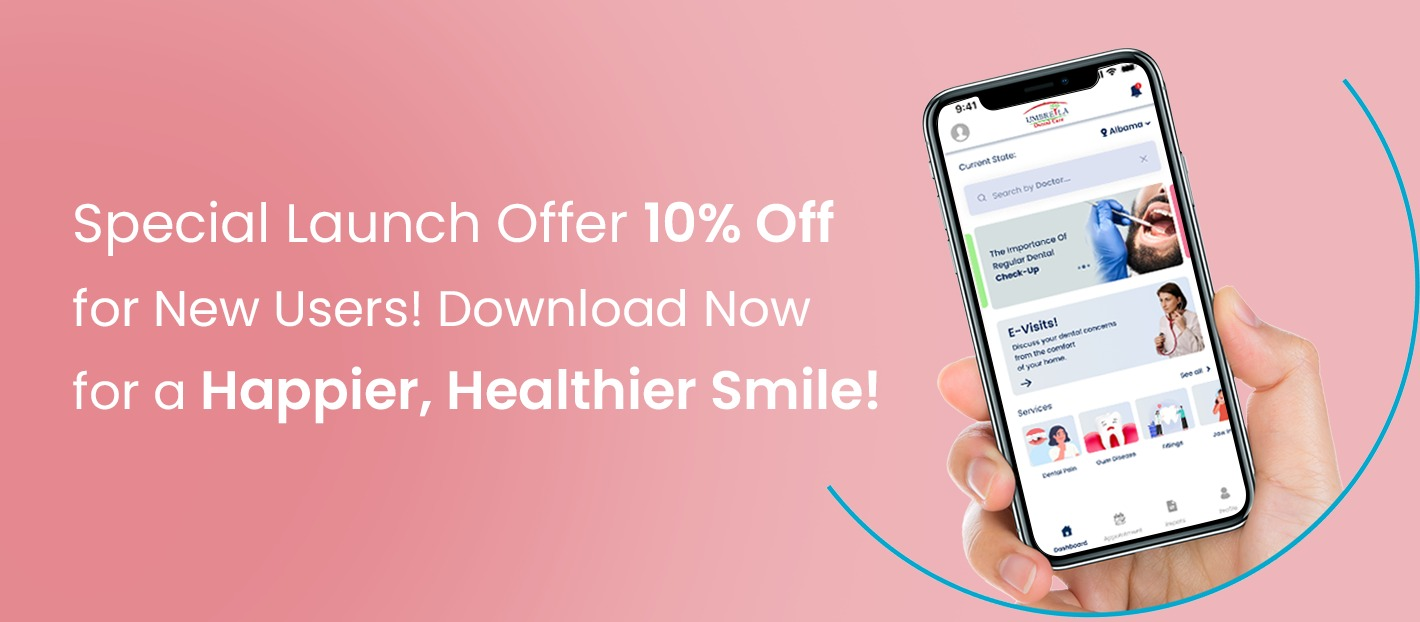 Special Launch Offer 10% Off
for New Users! Download Now
for a Happier, Healthier Smile!
9:41
UMBRELLA
Dental Care
Albama
Current State:
Search by Doctor...
The Importance Of
Regular Dental
Check-Up
E-Visits!
Discuss your dental concerns
from the comfort
of your home.
See all
Services
Dental Pain
Gum Diseases
Fillings
Dashboard
Appointment
Profile